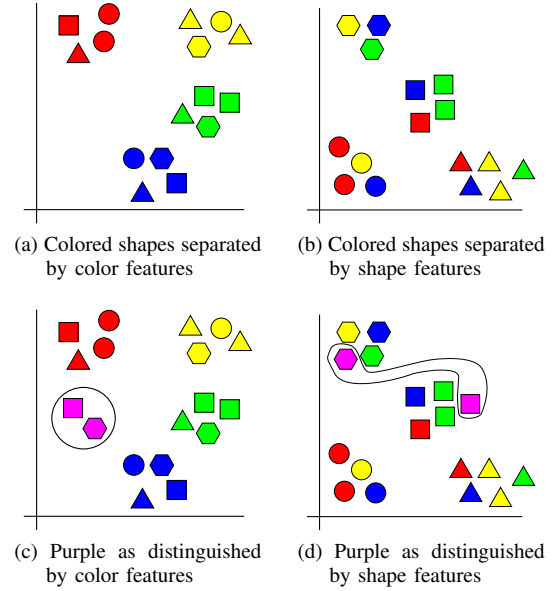 (a) Colored shapes separated
by color features
(b) Colored shapes separated
by shape features
(c) Purple as distinguished
by color features
(d) Purple as distinguished
by shape features